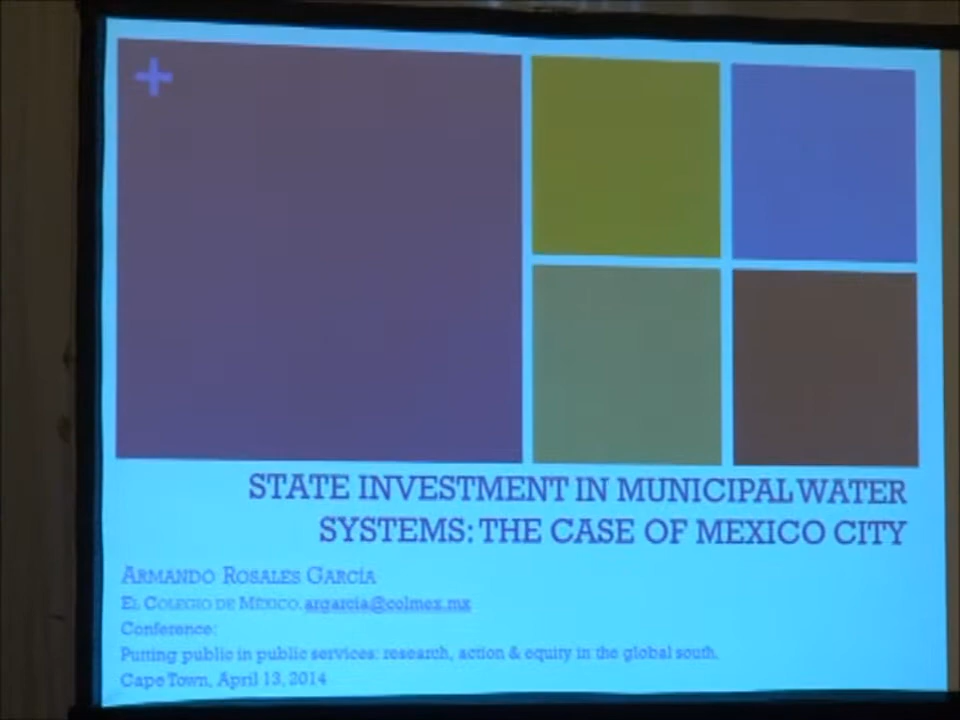 +
STATE INVESTMENT IN MUNICIPAL WATER
SYSTEMS: THE CASE OF MEXICO CITY
ARMANDO ROSALES GARCÍA
EL COLEGIO DE MÉXICO. argarcia@colmex.mx
Conference:
Putting public in public services: research, action & equity in the global south.
Cape Town, April 13, 2014